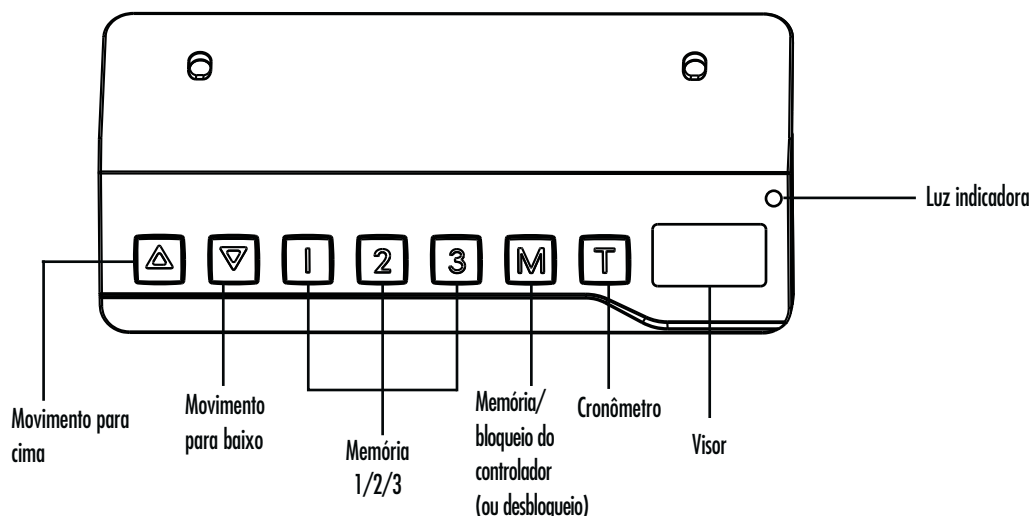 Luz indicadora
1 2 3 M T
Movimento para
cima
Movimento
para baixo
Memória
1/2/3
Memória/
bloqueio do
controlador
(ou desbloqueio)
Cronômetro
Visor